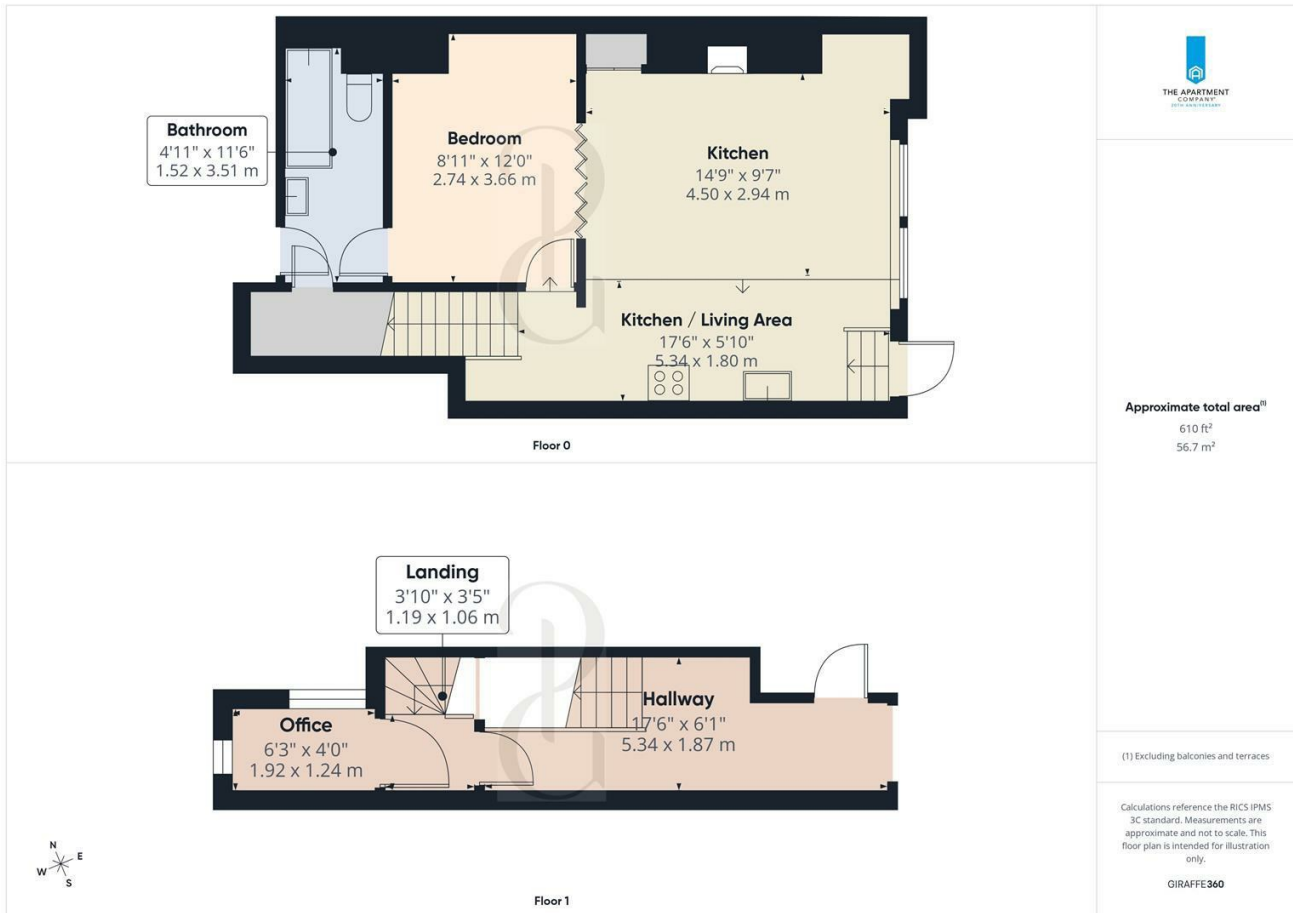 Bathroom
4'11" x 11'6"
1.52 x 3.51 m
Bedroom
8'11" x 12'0"
2.74 x 3.66 m
Kitchen
14'9" x 9'7"
4.50 x 2.94 m
Kitchen / Living Area
17'6" x 5'10"
5.34 x 1.80 m
Floor 0
Landing
3'10" x 3'5"
1.19 x 1.06 m
Office
6'3" x 4'0"
1.92 x 1.24 m
Hallway
17'6" x 6'1"
5.34 x 1.87 m
N
E
W
S
Floor 1
THE APARTMENT
COMPANY
20TH ANNIVERSARY
Approximate total area(1)
610 ft²
56.7 m²
(1) Excluding balconies and terraces
Calculations reference the RICS IPMS
3C standard. Measurements are
approximate and not to scale. This
floor plan is intended for illustration
only.
GIRAFFE360